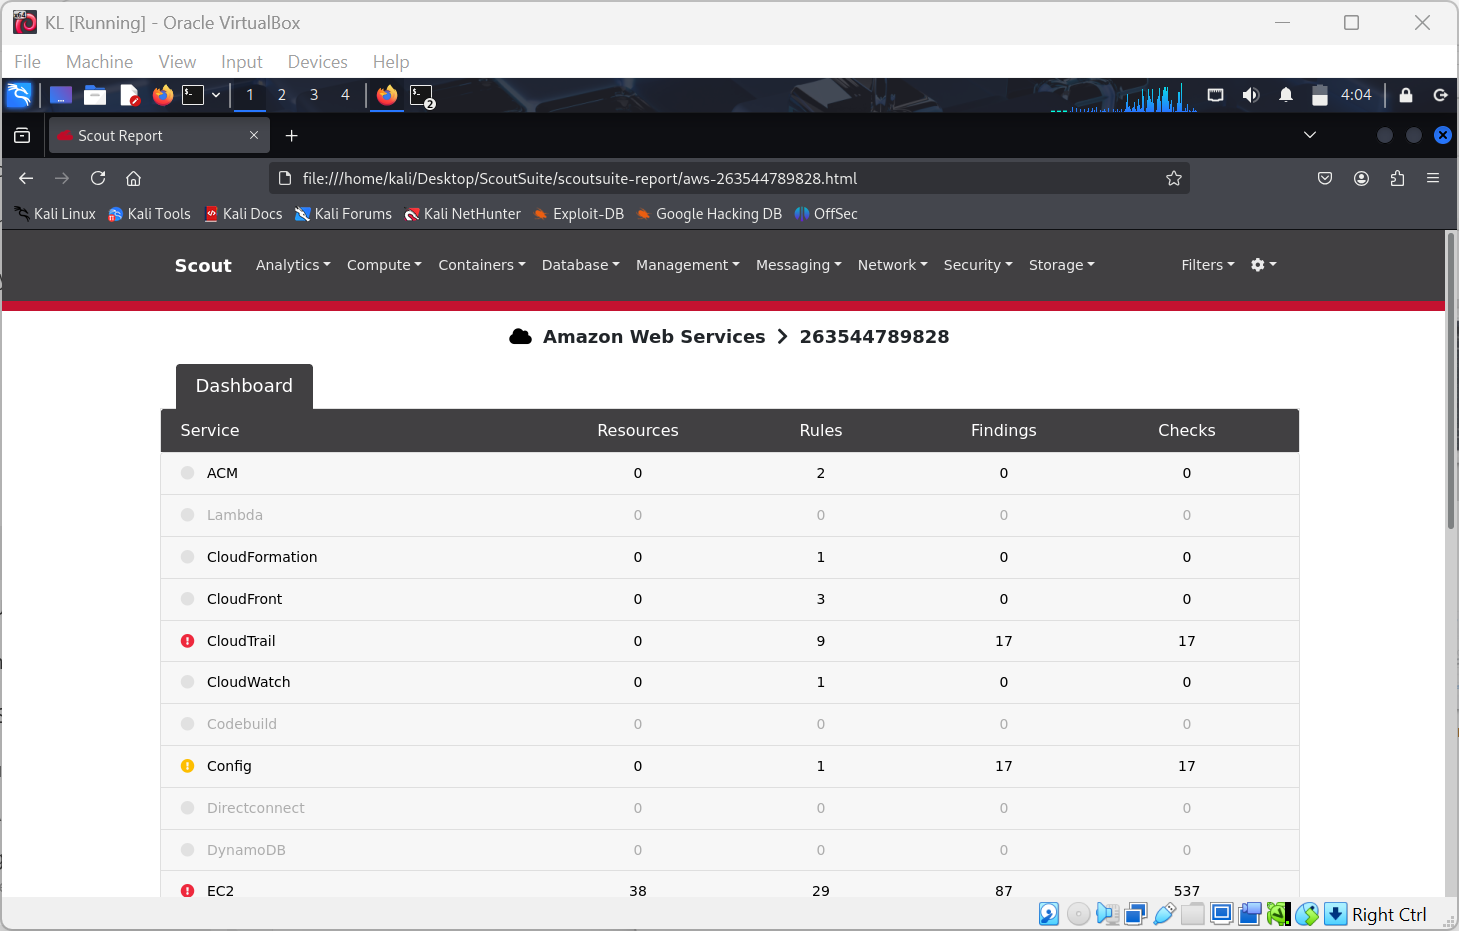 KL [Running] - Oracle VirtualBox
File Machine View Input Devices Help
1 2 3 4 2 4:04
Scout Report
file:///home/kali/Desktop/ScoutSuite/scoutsuite-report/aws-263544789828.html
Kali Linux Kali Tools Kali Docs Kali Forums Kali NetHunter Exploit-DB Google Hacking DB OffSec
Scout Analytics Compute Containers Database Management Messaging Network Security Storage Filters
Amazon Web Services > 263544789828
Dashboard
Service Resources Rules Findings Checks
ACM 0 2 0 0
Lambda 0 0 0 0
CloudFormation 0 1 0 0
CloudFront 0 3 0 0
CloudTrail 0 9 17 17
CloudWatch 0 1 0 0
Codebuild 0 0 0 0
Config 0 1 17 17
Directconnect 0 0 0 0
DynamoDB 0 0 0 0
EC2 38 29 87 537
Right Ctrl